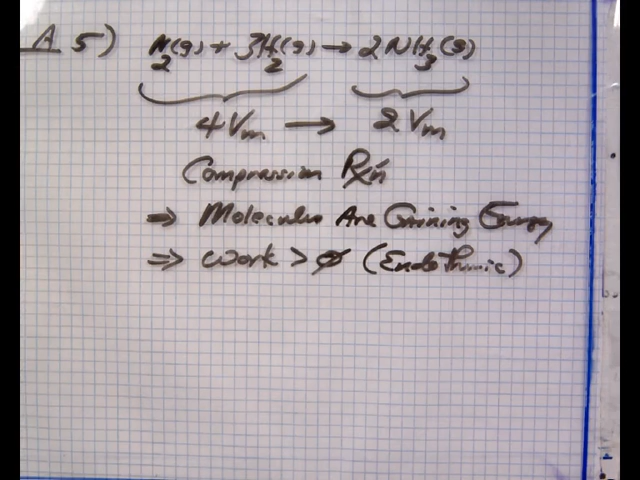 A 5) N₂(g) + 3H₂(g) → 2NH₃(g)
4Vm → 2Vm
Compression Rxn
⇒ Molecules Are Gaining Energy
⇒ Work > ∅ (Endothermic)